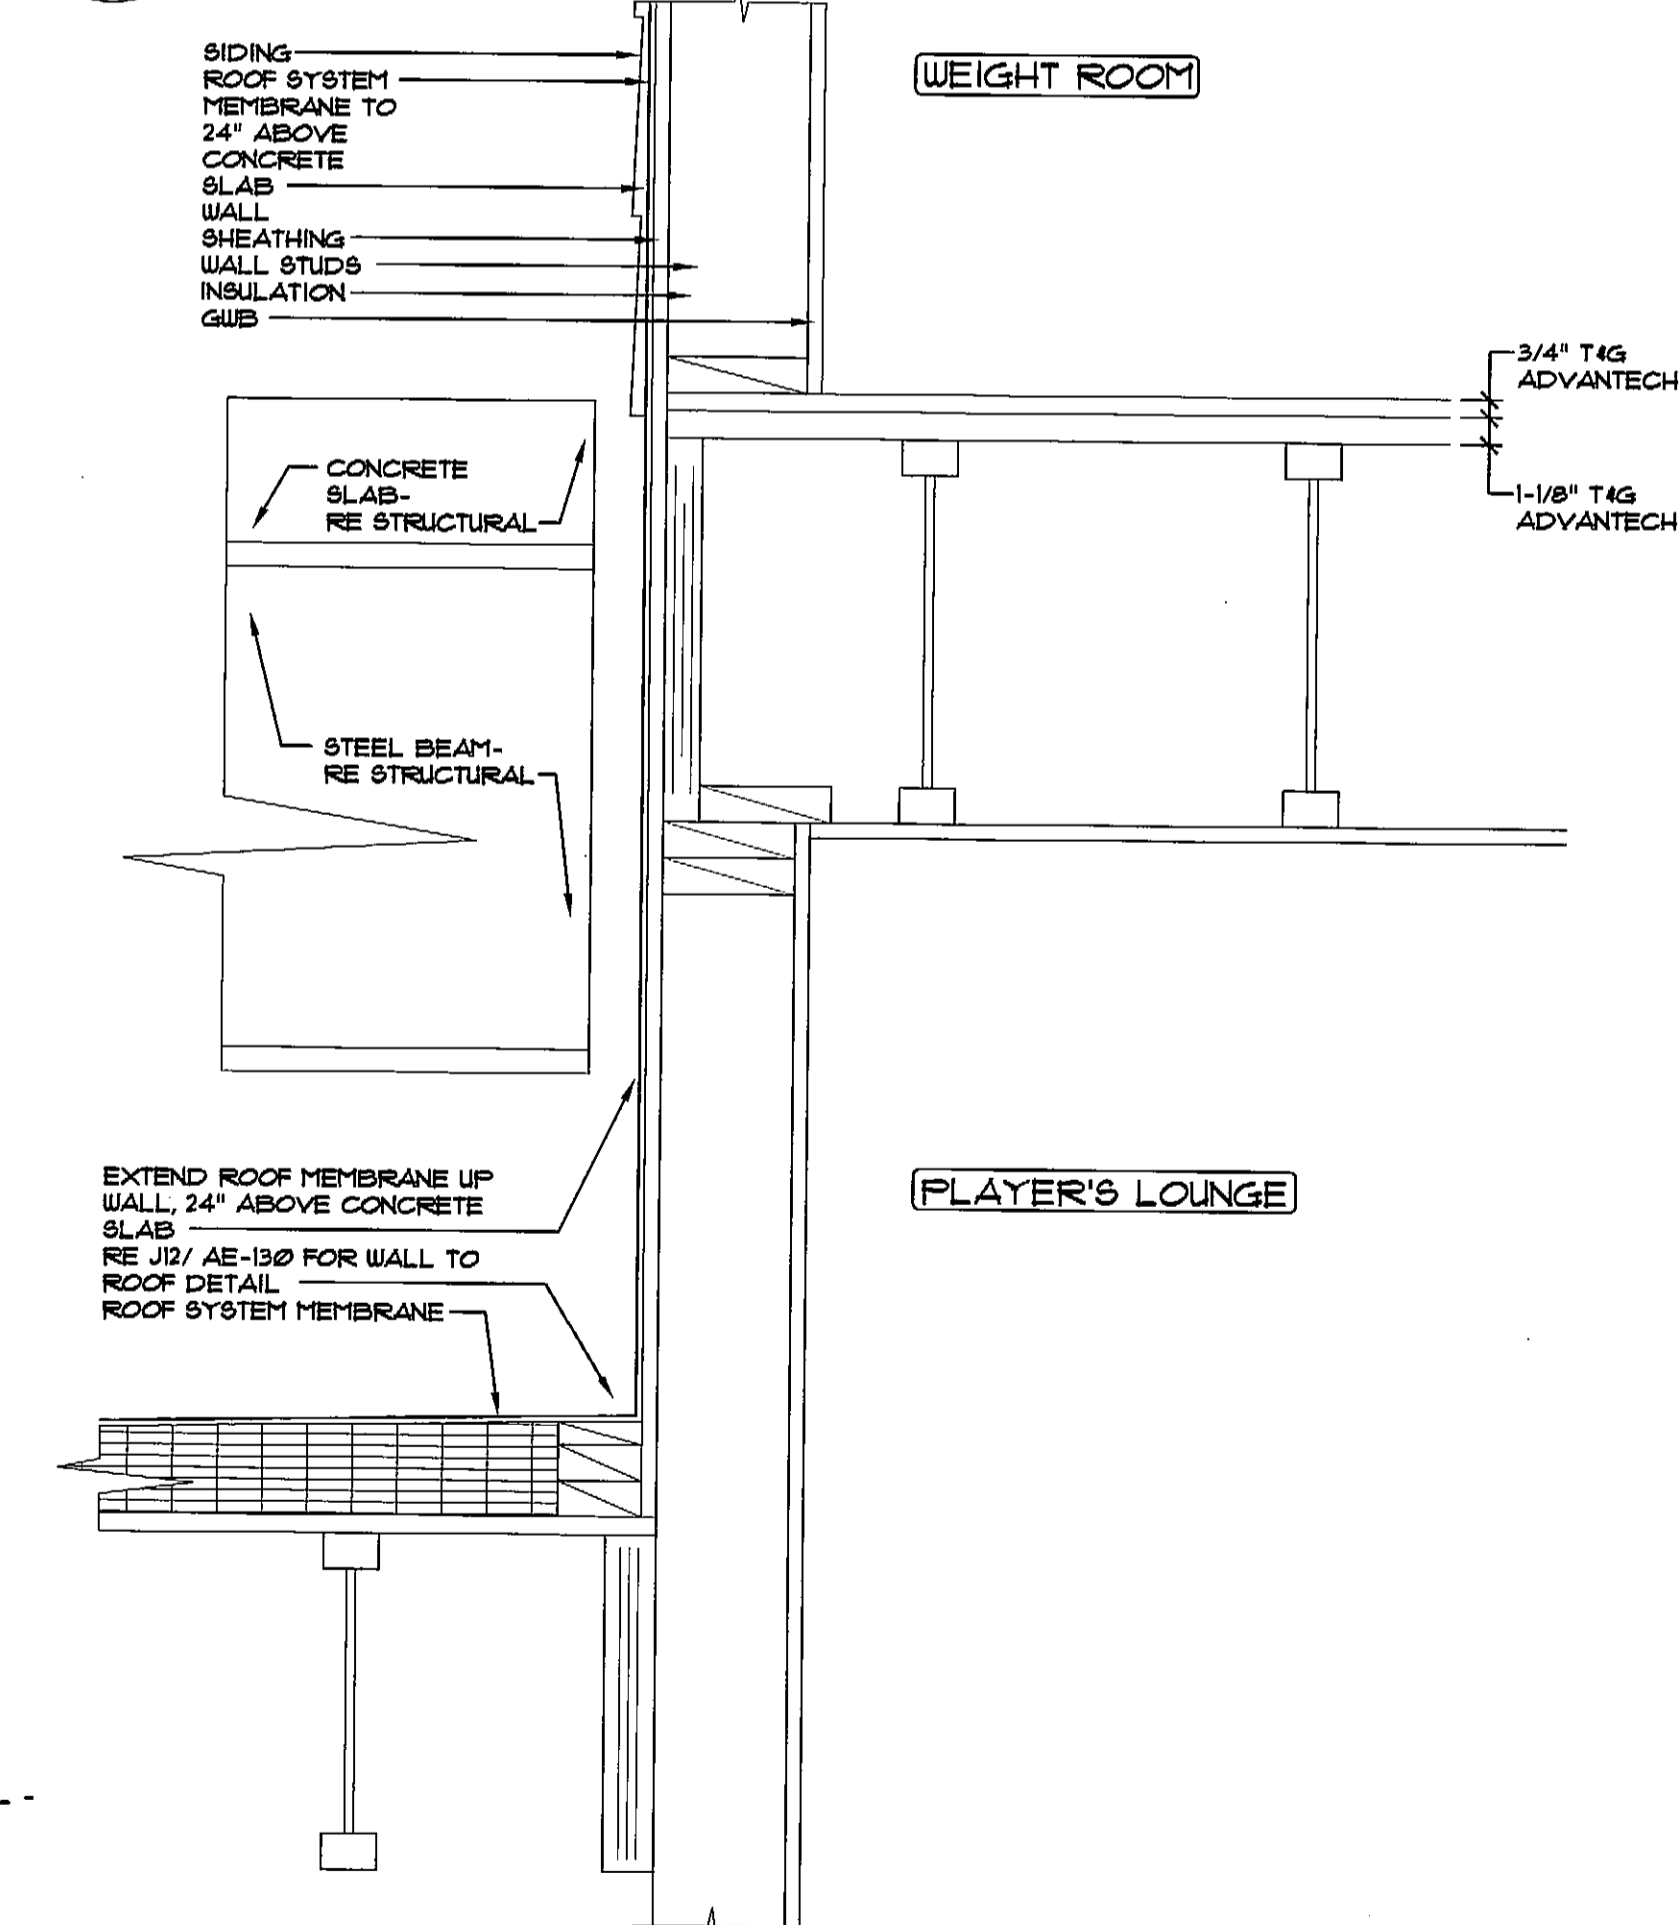 SIDING
ROOF SYSTEM
MEMBRANE TO
24" ABOVE
CONCRETE
SLAB
WALL
SHEATHING
WALL STUDS
INSULATION
GWB
WEIGHT ROOM
3/4" T&G
ADVANTECH
1-1/8" T&G
ADVANTECH
CONCRETE
SLAB-
RE STRUCTURAL
STEEL BEAM-
RE STRUCTURAL
EXTEND ROOF MEMBRANE UP
WALL, 24" ABOVE CONCRETE
SLAB
RE J12/ AE-130 FOR WALL TO
ROOF DETAIL
ROOF SYSTEM MEMBRANE
PLAYER'S LOUNGE